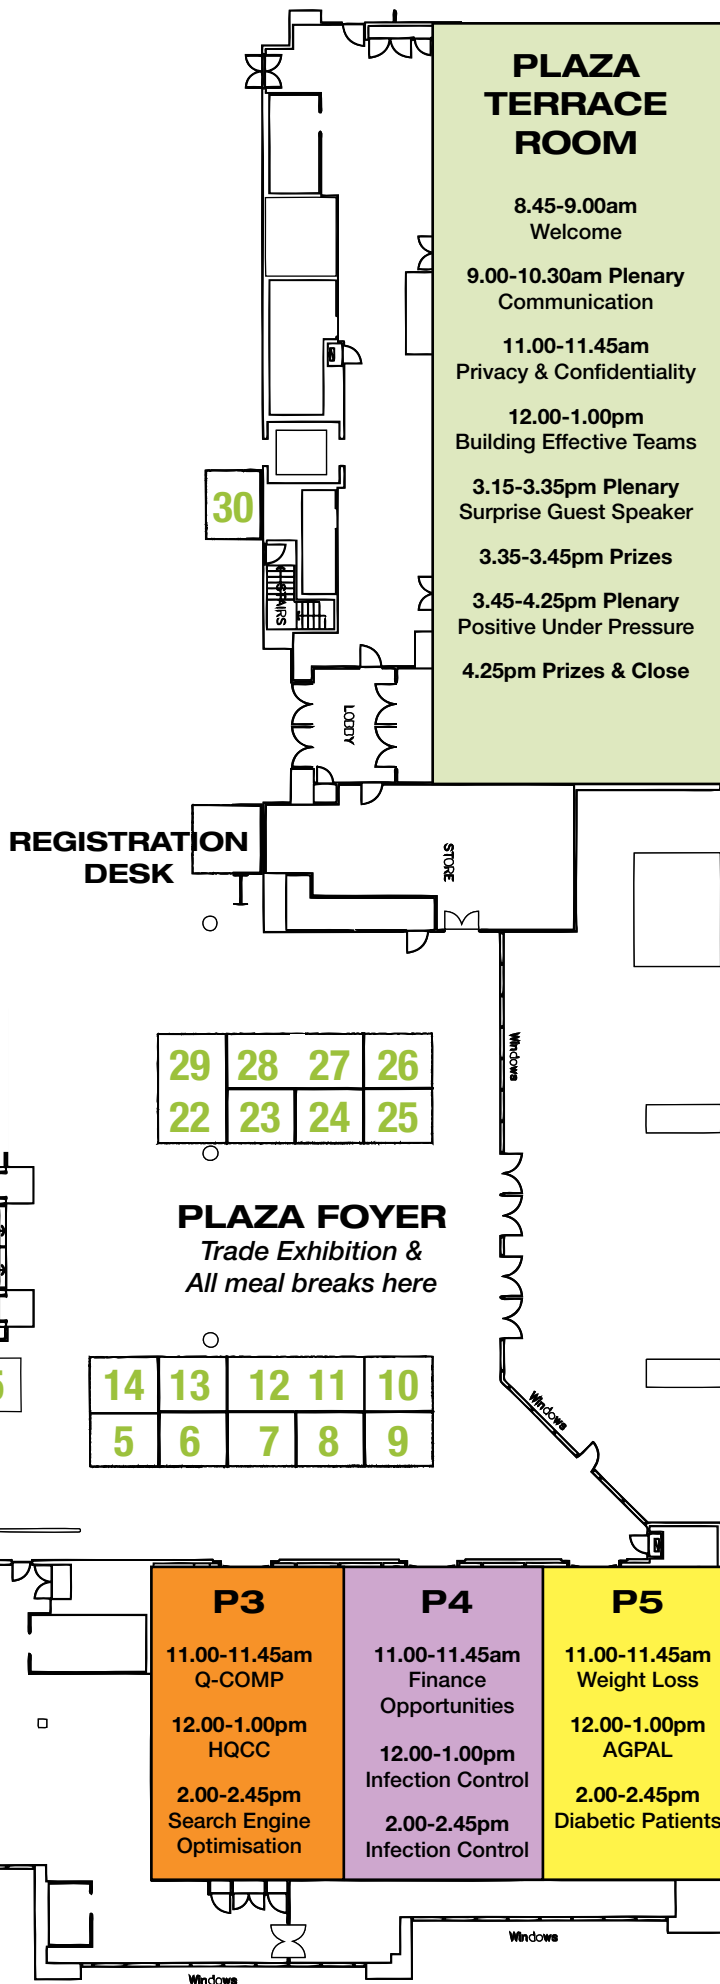 PLAZA
TERRACE
ROOM
8.45-9.00am
Welcome
9.00-10.30am Plenary
Communication
11.00-11.45am
Privacy & Confidentiality
12.00-1.00pm
Building Effective Teams
3.15-3.35pm Plenary
Surprise Guest Speaker
3.35-3.45pm Prizes
3.45-4.25pm Plenary
Positive Under Pressure
4.25pm Prizes & Close
30
LOBBY
REGISTRATION
DESK
STORE
29 28 27 26
22 23 24 25
Windows
PLAZA FOYER
Trade Exhibition &
All meal breaks here
14 13 12 11 10
5 6 7 8 9
Windows
P3
11.00-11.45am
Q-COMP
12.00-1.00pm
HQCC
2.00-2.45pm
Search Engine
Optimisation
P4
11.00-11.45am
Finance
Opportunities
12.00-1.00pm
Infection Control
2.00-2.45pm
Infection Control
P5
11.00-11.45am
Weight Loss
12.00-1.00pm
AGPAL
2.00-2.45pm
Diabetic Patients
Windows
Windows